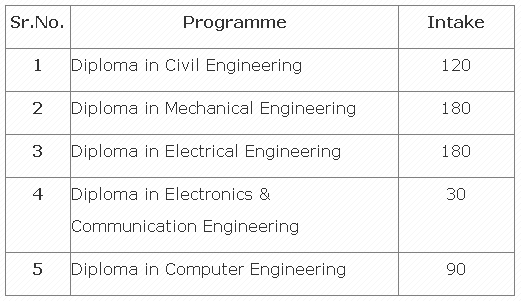 Sr.No. Programme Intake
1 Diploma in Civil Engineering 120
2 Diploma in Mechanical Engineering 180
3 Diploma in Electrical Engineering 180
4 Diploma in Electronics & 30
Communication Engineering
5 Diploma in Computer Engineering 90